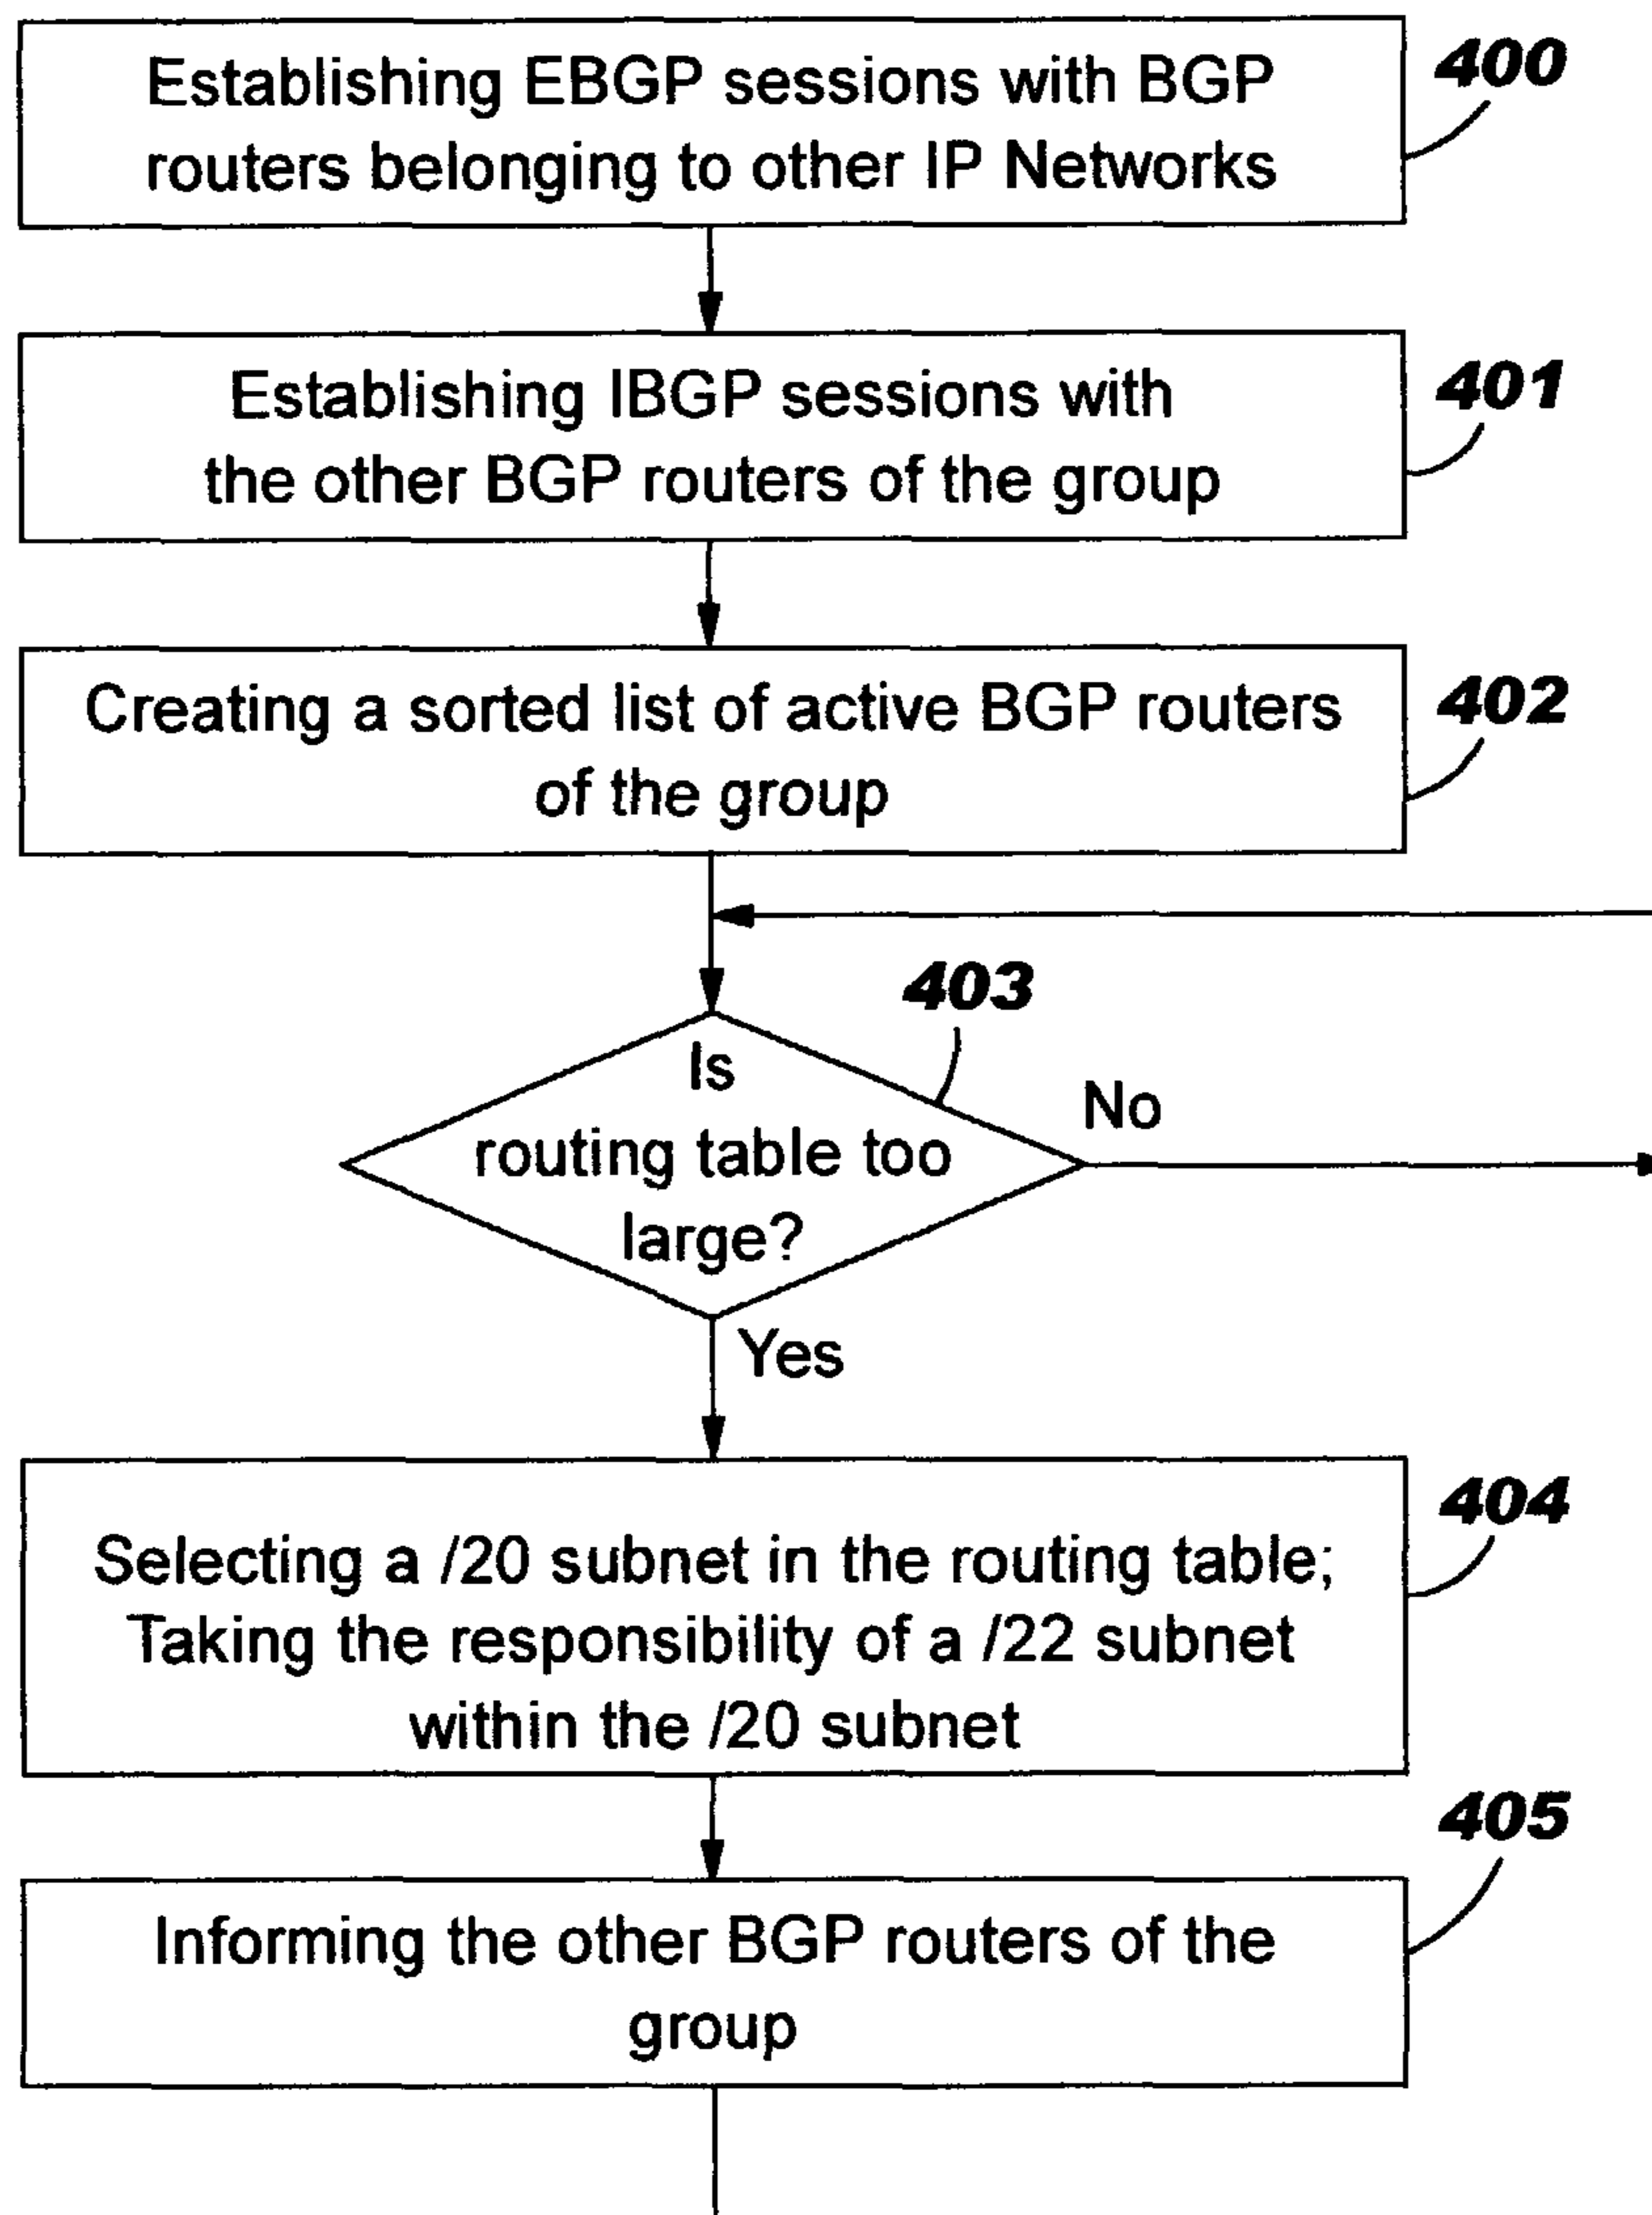 Establishing EBGP sessions with BGP
routers belonging to other IP Networks
400
Establishing IBGP sessions with
the other BGP routers of the group
401
Creating a sorted list of active BGP routers
of the group
402
403
Is
routing table too
large?
No
Yes
Selecting a /20 subnet in the routing table;
Taking the responsibility of a /22 subnet
within the /20 subnet
404
Informing the other BGP routers of the
group
405